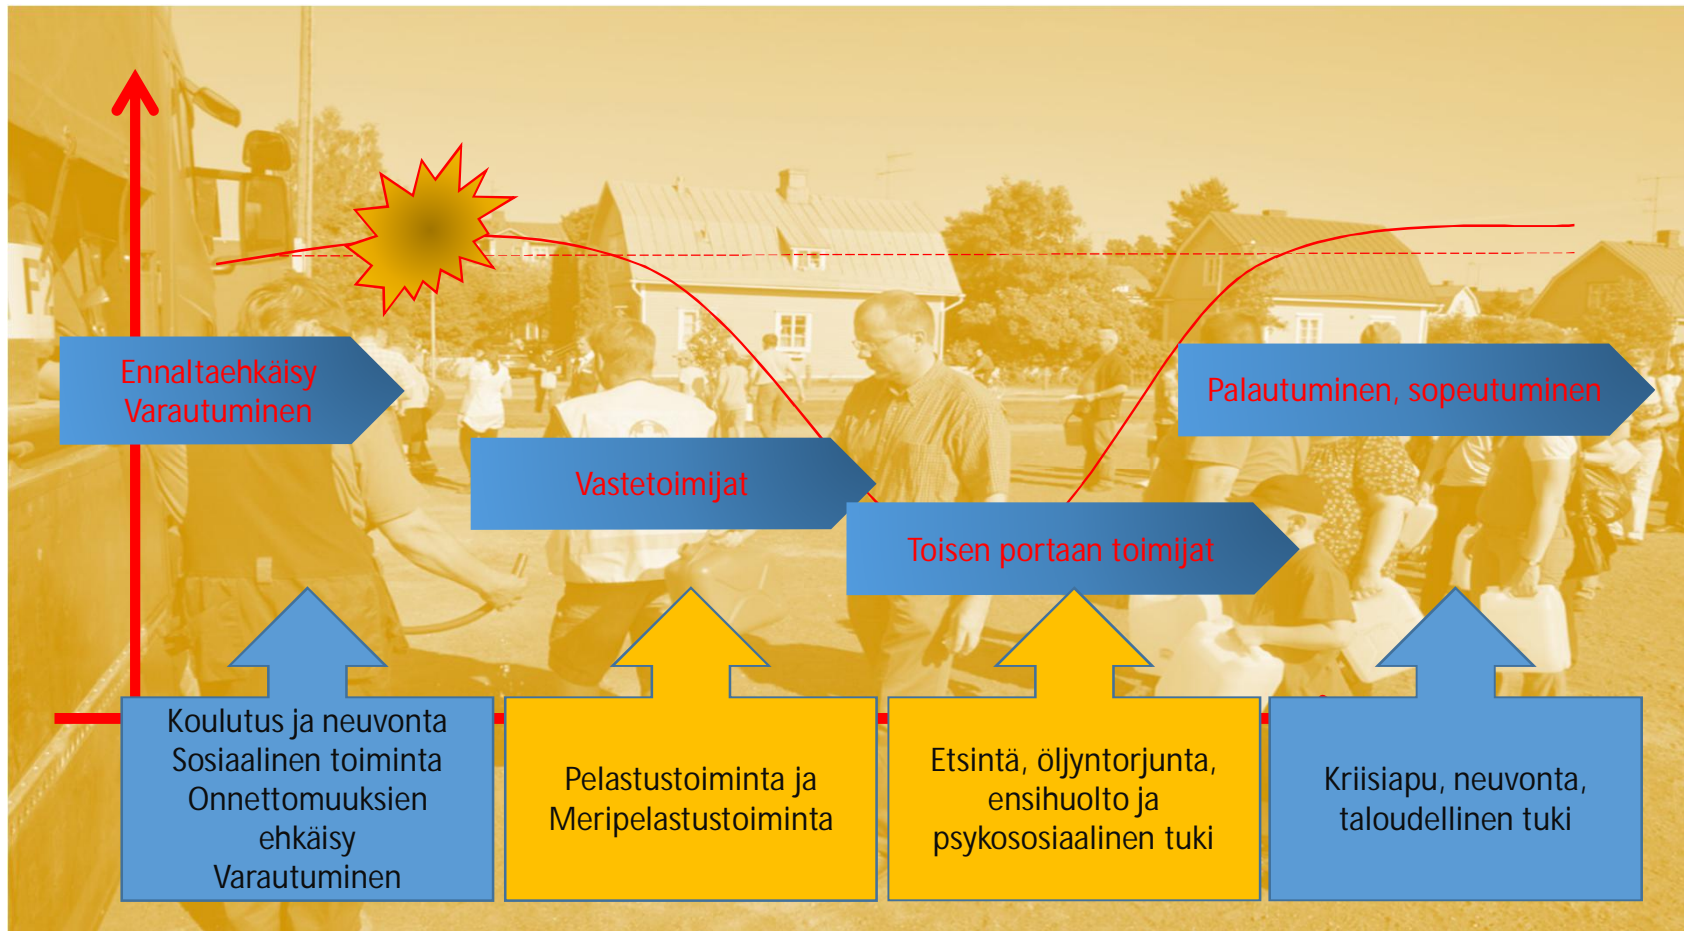 Ennaltaehkäisy
Varautuminen
Vastetoimijat
Toisen portaan toimijat
Palautuminen, sopeutuminen
Koulutus ja neuvonta
Sosiaalinen toiminta
Onnettomuuksien
ehkäisy
Varautuminen
Pelastustoiminta ja
Meripelastustoiminta
Etsintä, öljyntorjunta,
ensihuolto ja
psykososiaalinen tuki
Kriisiapu, neuvonta,
taloudellinen tuki